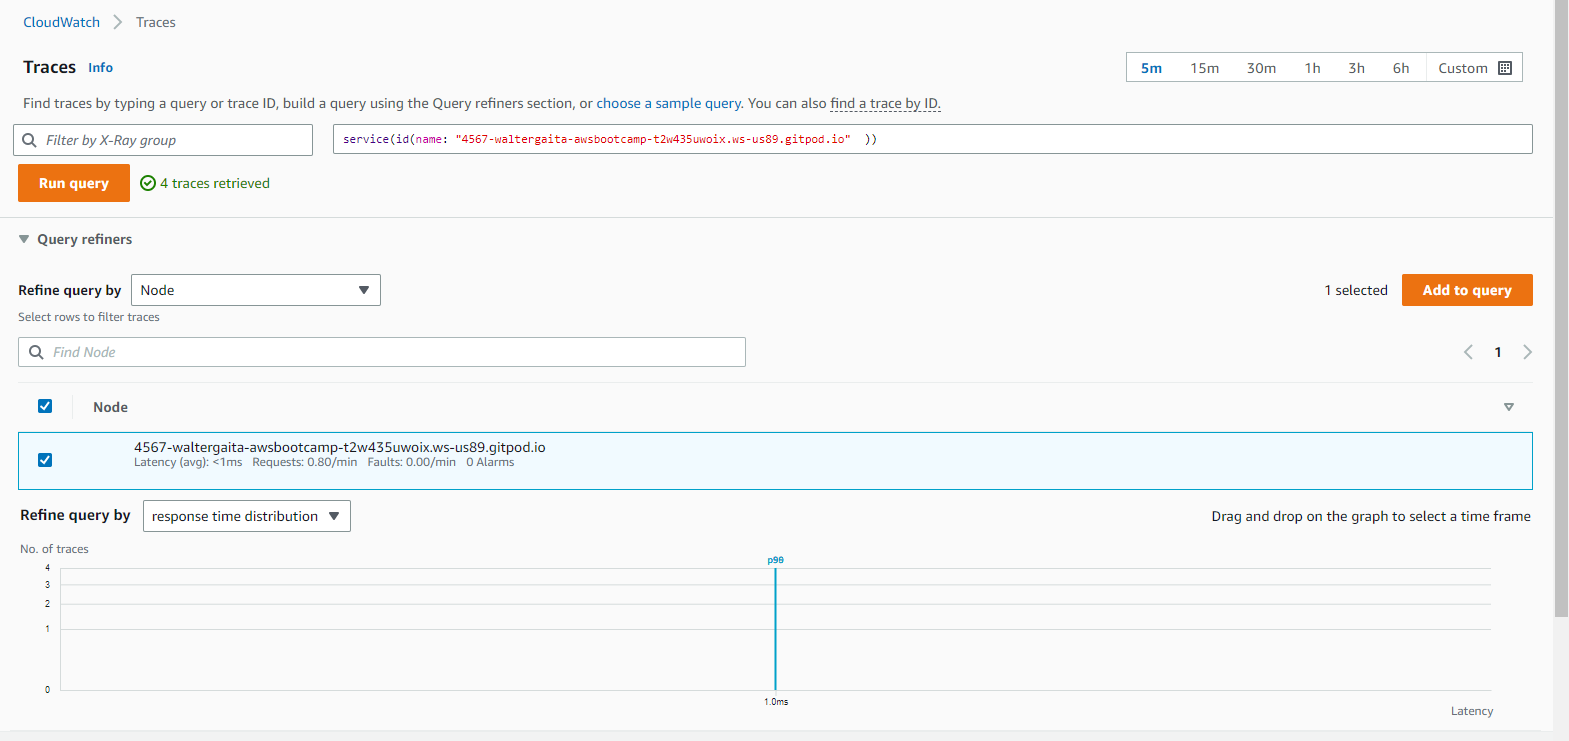 CloudWatch > Traces
Traces Info
5m 15m 30m 1h 3h 6h Custom
Find traces by typing a query or trace ID, build a query using the Query refiners section, or choose a sample query. You can also find a trace by ID.
Filter by X-Ray group
service(id(name: "4567-waltergaita-awsbootcamp-t2w435uwoix.ws-us89.gitpod.io" ))
Run query 4 traces retrieved
Query refiners
Refine query by Node 1 selected Add to query
Select rows to filter traces
Find Node 1
Node
4567-waltergaita-awsbootcamp-t2w435uwoix.ws-us89.gitpod.io
Latency (avg): <1ms Requests: 0.80/min Faults: 0.00/min 0 Alarms
Refine query by response time distribution Drag and drop on the graph to select a time frame
No. of traces
4
3
2
1
0
1.0ms
Latency